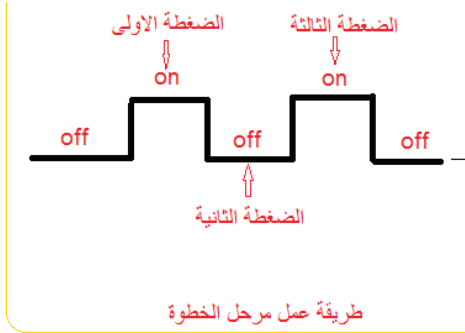 الضغطة الاولى
الضغطة الثالثة
on
on
off
off
off
الضغطة الثانية
طريقة عمل مرحل الخطوة